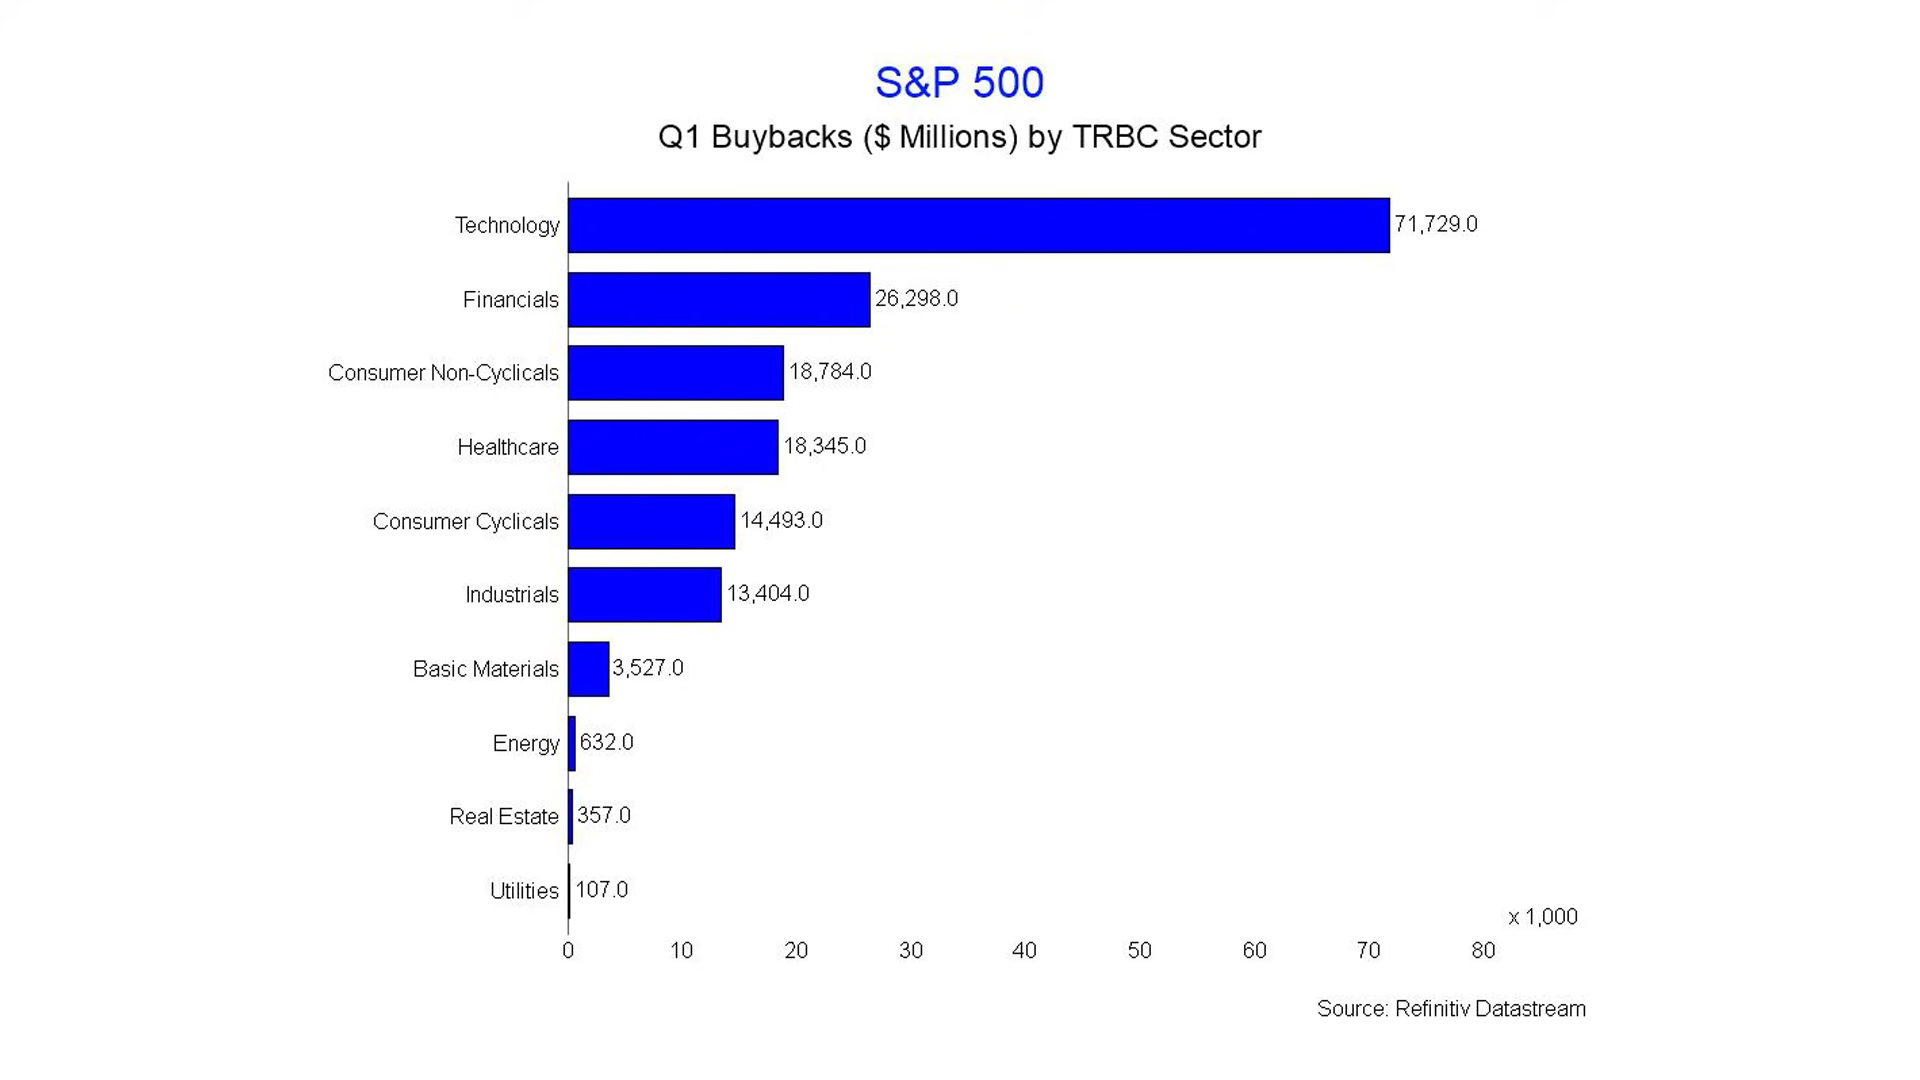 S&P 500
Q1 Buybacks ($ Millions) by TRBC Sector
Technology 71,729.0
Financials 26,298.0
Consumer Non-Cyclicals 18,784.0
Healthcare 18,345.0
Consumer Cyclicals 14,493.0
Industrials 13,404.0
Basic Materials 3,527.0
Energy 632.0
Real Estate 357.0
Utilities 107.0
x 1,000
0 10 20 30 40 50 60 70 80
Source: Refinitiv Datastream